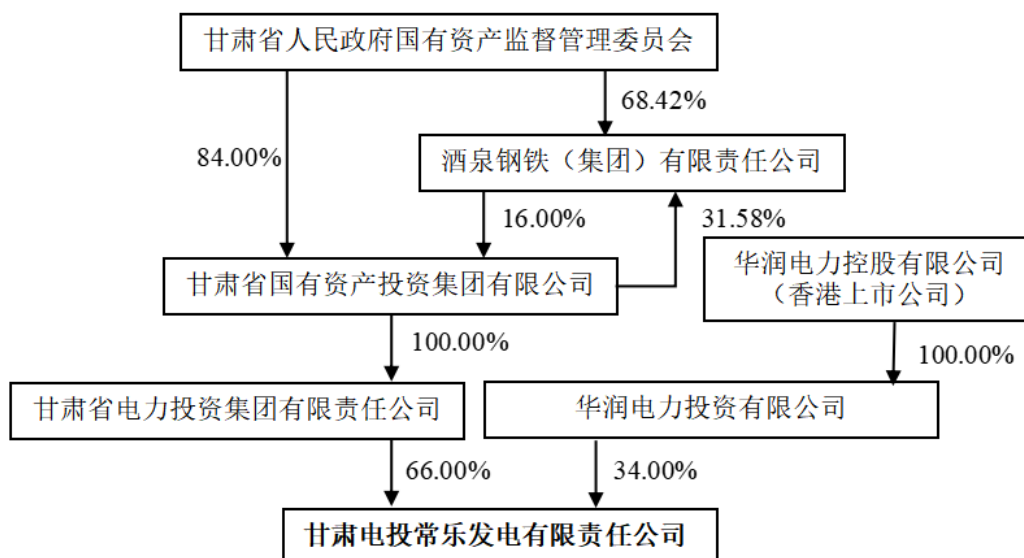 甘肃省人民政府国有资产监督管理委员会
68.42%
84.00%
酒泉钢铁（集团）有限责任公司
16.00%
31.58%
甘肃省国有资产投资集团有限公司
华润电力控股有限公司
（香港上市公司）
100.00%
100.00%
甘肃省电力投资集团有限责任公司
华润电力投资有限公司
66.00%
34.00%
甘肃电投常乐发电有限责任公司